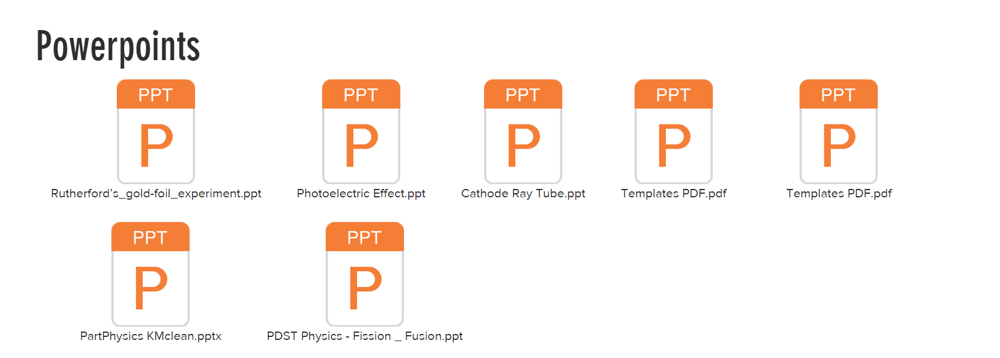 Powerpoints
PPT PPT PPT PPT PPT
P P P P P
Rutherford’s_gold-foil_experiment.ppt Photoelectric Effect.ppt Cathode Ray Tube.ppt Templates PDF.pdf Templates PDF.pdf
PPT PPT
P P
PartPhysics KMclean.pptx PDST Physics - Fission _ Fusion.ppt